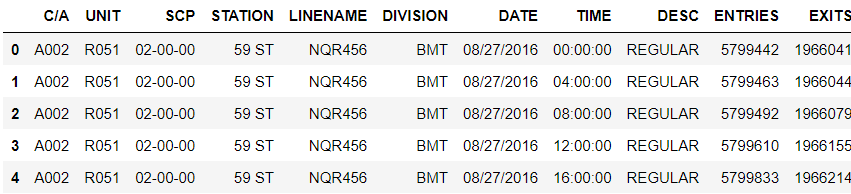 C/A UNIT SCP STATION LINENAME DIVISION DATE TIME DESC ENTRIES EXITS
0 A002 R051 02-00-00 59 ST NQR456 BMT 08/27/2016 00:00:00 REGULAR 5799442 1966041
1 A002 R051 02-00-00 59 ST NQR456 BMT 08/27/2016 04:00:00 REGULAR 5799463 1966044
2 A002 R051 02-00-00 59 ST NQR456 BMT 08/27/2016 08:00:00 REGULAR 5799492 1966079
3 A002 R051 02-00-00 59 ST NQR456 BMT 08/27/2016 12:00:00 REGULAR 5799610 1966155
4 A002 R051 02-00-00 59 ST NQR456 BMT 08/27/2016 16:00:00 REGULAR 5799833 1966214